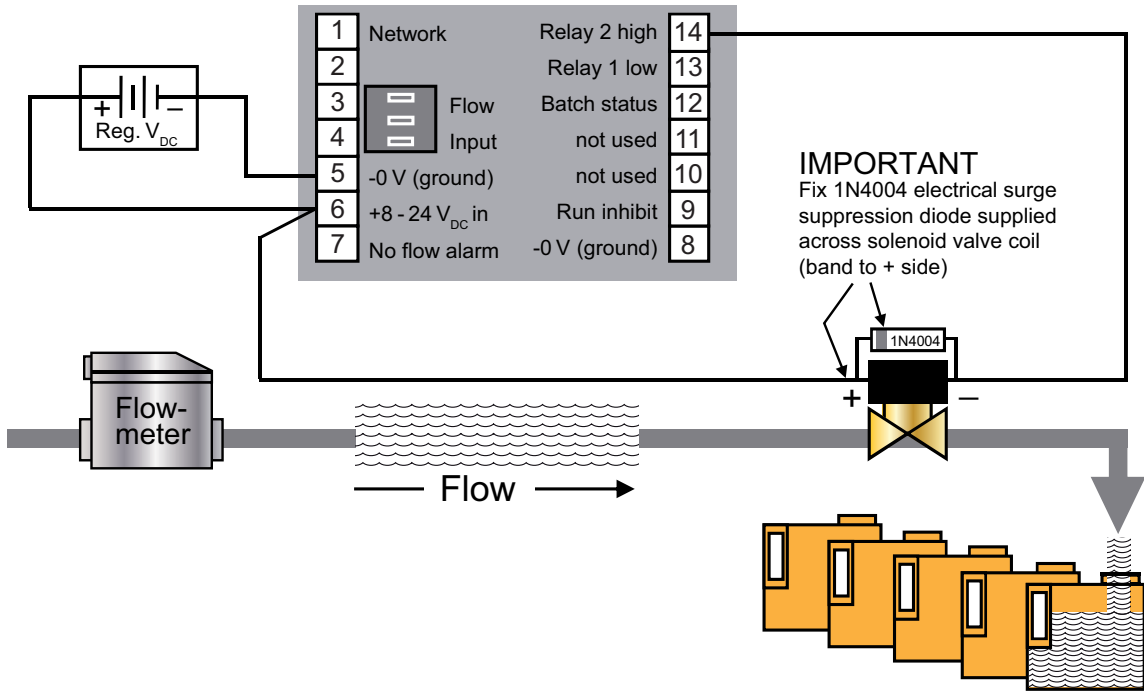 1 Network
2
3 Flow
4 Input
5 -0 V (ground)
6 +8 - 24 VDC in
7 No flow alarm
Relay 2 high 14
Relay 1 low 13
Batch status 12
not used 11
not used 10
Run inhibit 9
-0 V (ground) 8
+ –
Reg. VDC
IMPORTANT
Fix 1N4004 electrical surge
suppression diode supplied
across solenoid valve coil
(band to + side)
1N4004
+ –
Flow-
meter
Flow